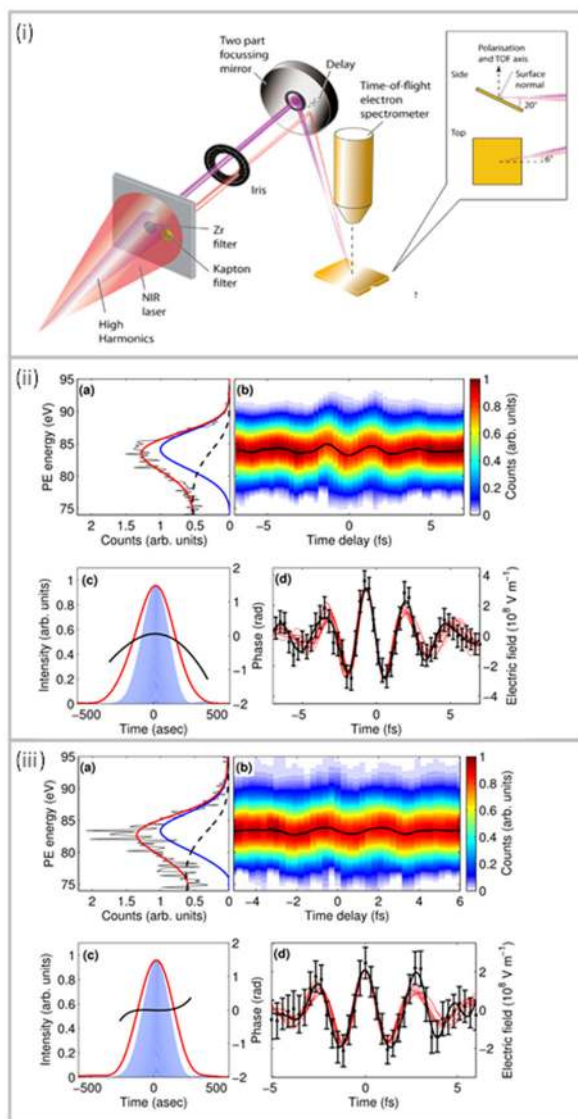 (i)
Two part
focussing
mirror
Delay
Time-of-flight
electron
spectrometer
Polarisation
and TOF axis
Side
Surface
normal
20°
Top
6°
Iris
Zr
filter
Kapton
filter
NIR
laser
High
Harmonics
(ii)
(a)
(b)
95
90
85
80
75
PE energy (eV)
2 1.5 1 0.5 0
Counts (arb. units)
−5 0 5
Time delay (fs)
1
0.8
0.6
0.4
0.2
0
Counts (arb. units)
(c)
(d)
1
0.8
0.6
0.4
0.2
0
Intensity (arb. units)
−500 0 500
Time (asec)
2
1
0
−1
−2
Phase (rad)
−5 0 5
Time (fs)
4
2
0
−2
−4
Electric field (10⁸ V m⁻¹)
(iii)
(a)
(b)
95
90
85
80
75
PE energy (eV)
2 1.5 1 0.5 0
Counts (arb. units)
−4 −2 0 2 4 6
Time delay (fs)
1
0.8
0.6
0.4
0.2
0
Counts (arb. units)
(c)
(d)
1
0.8
0.6
0.4
0.2
0
Intensity (arb. units)
−500 0 500
Time (asec)
2
1
0
−1
−2
Phase (rad)
−5 0 5
Time (fs)
2
0
−2
Electric field (10⁸ V m⁻¹)